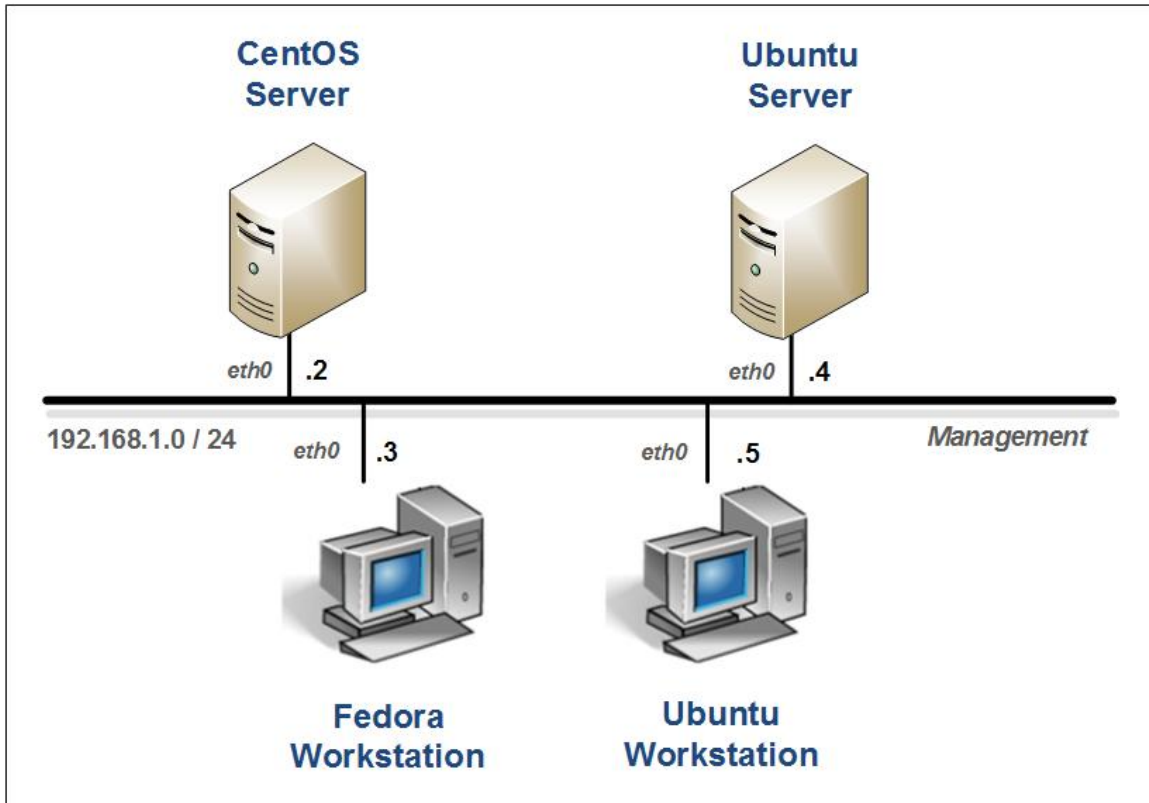 CentOS
Server
Ubuntu
Server
eth0 .2
eth0 .4
192.168.1.0 / 24
Management
eth0 .3
eth0 .5
Fedora
Workstation
Ubuntu
Workstation